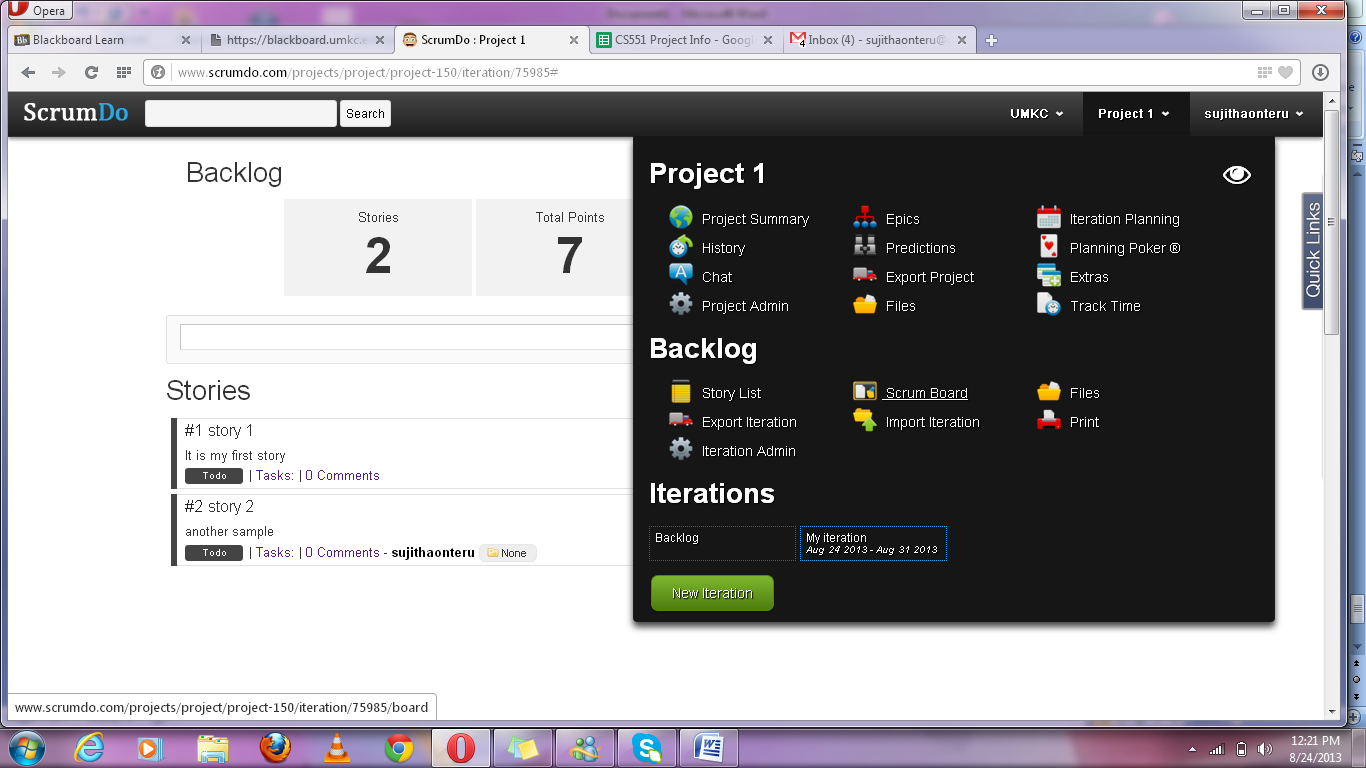 Opera
Blackboard Learn
https://blackboard.umkc.e
ScrumDo : Project 1
CS551 Project Info - Goog
Inbox (4) - sujithaonteru@
www.scrumdo.com/projects/project/project-150/iteration/75985#
ScrumDo
Search
UMKC
Project 1
sujithaonteru
Backlog
Stories
2
Total Points
7
Stories
#1 story 1
It is my first story
Todo | Tasks: | 0 Comments
#2 story 2
another sample
Todo | Tasks: | 0 Comments - sujithaonteru None
Project 1
Project Summary
Epics
Iteration Planning
History
Predictions
Planning Poker ®
Chat
Export Project
Extras
Project Admin
Files
Track Time
Backlog
Story List
Scrum Board
Files
Export Iteration
Import Iteration
Print
Iteration Admin
Iterations
Backlog
My iteration
Aug 24 2013 - Aug 31 2013
New Iteration
Quick Links
www.scrumdo.com/projects/project/project-150/iteration/75985/board
12:21 PM
8/24/2013